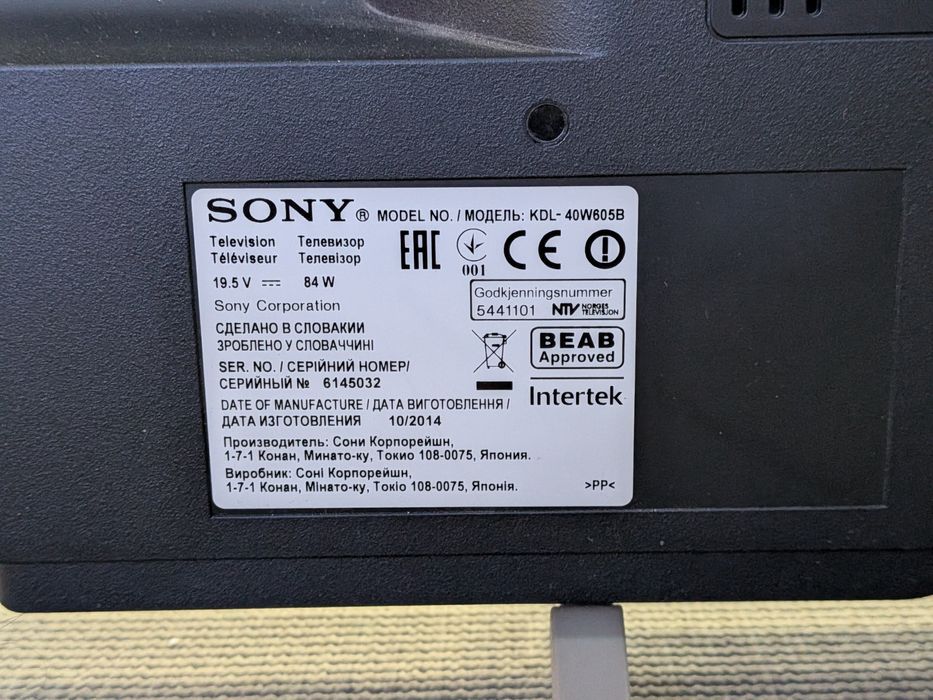 SONY® MODEL NO. / МОДЕЛЬ: KDL- 40W605B
Television Телевизор
Téléviseur Телевізор
19.5 V 84 W
Sony Corporation
EAC 001 CE
Godkjenningsnummer
5441101 NTV NORGES TELEVISJON
СДЕЛАНО В СЛОВАКИИ
ЗРОБЛЕНО У СЛОВАЧЧИНІ
BEAB
Approved
SER. NO. / СЕРІЙНИЙ НОМЕР/
СЕРИЙНЫЙ № 6145032
Intertek
DATE OF MANUFACTURE / ДАТА ВИГОТОВЛЕННЯ /
ДАТА ИЗГОТОВЛЕНИЯ 10/2014
Производитель: Сони Корпорейшн,
1-7-1 Конан, Минато-ку, Токио 108-0075, Япония.
Виробник: Соні Корпорейшн,
1-7-1 Конан, Мінато-ку, Токіо 108-0075, Японія.
>PP<